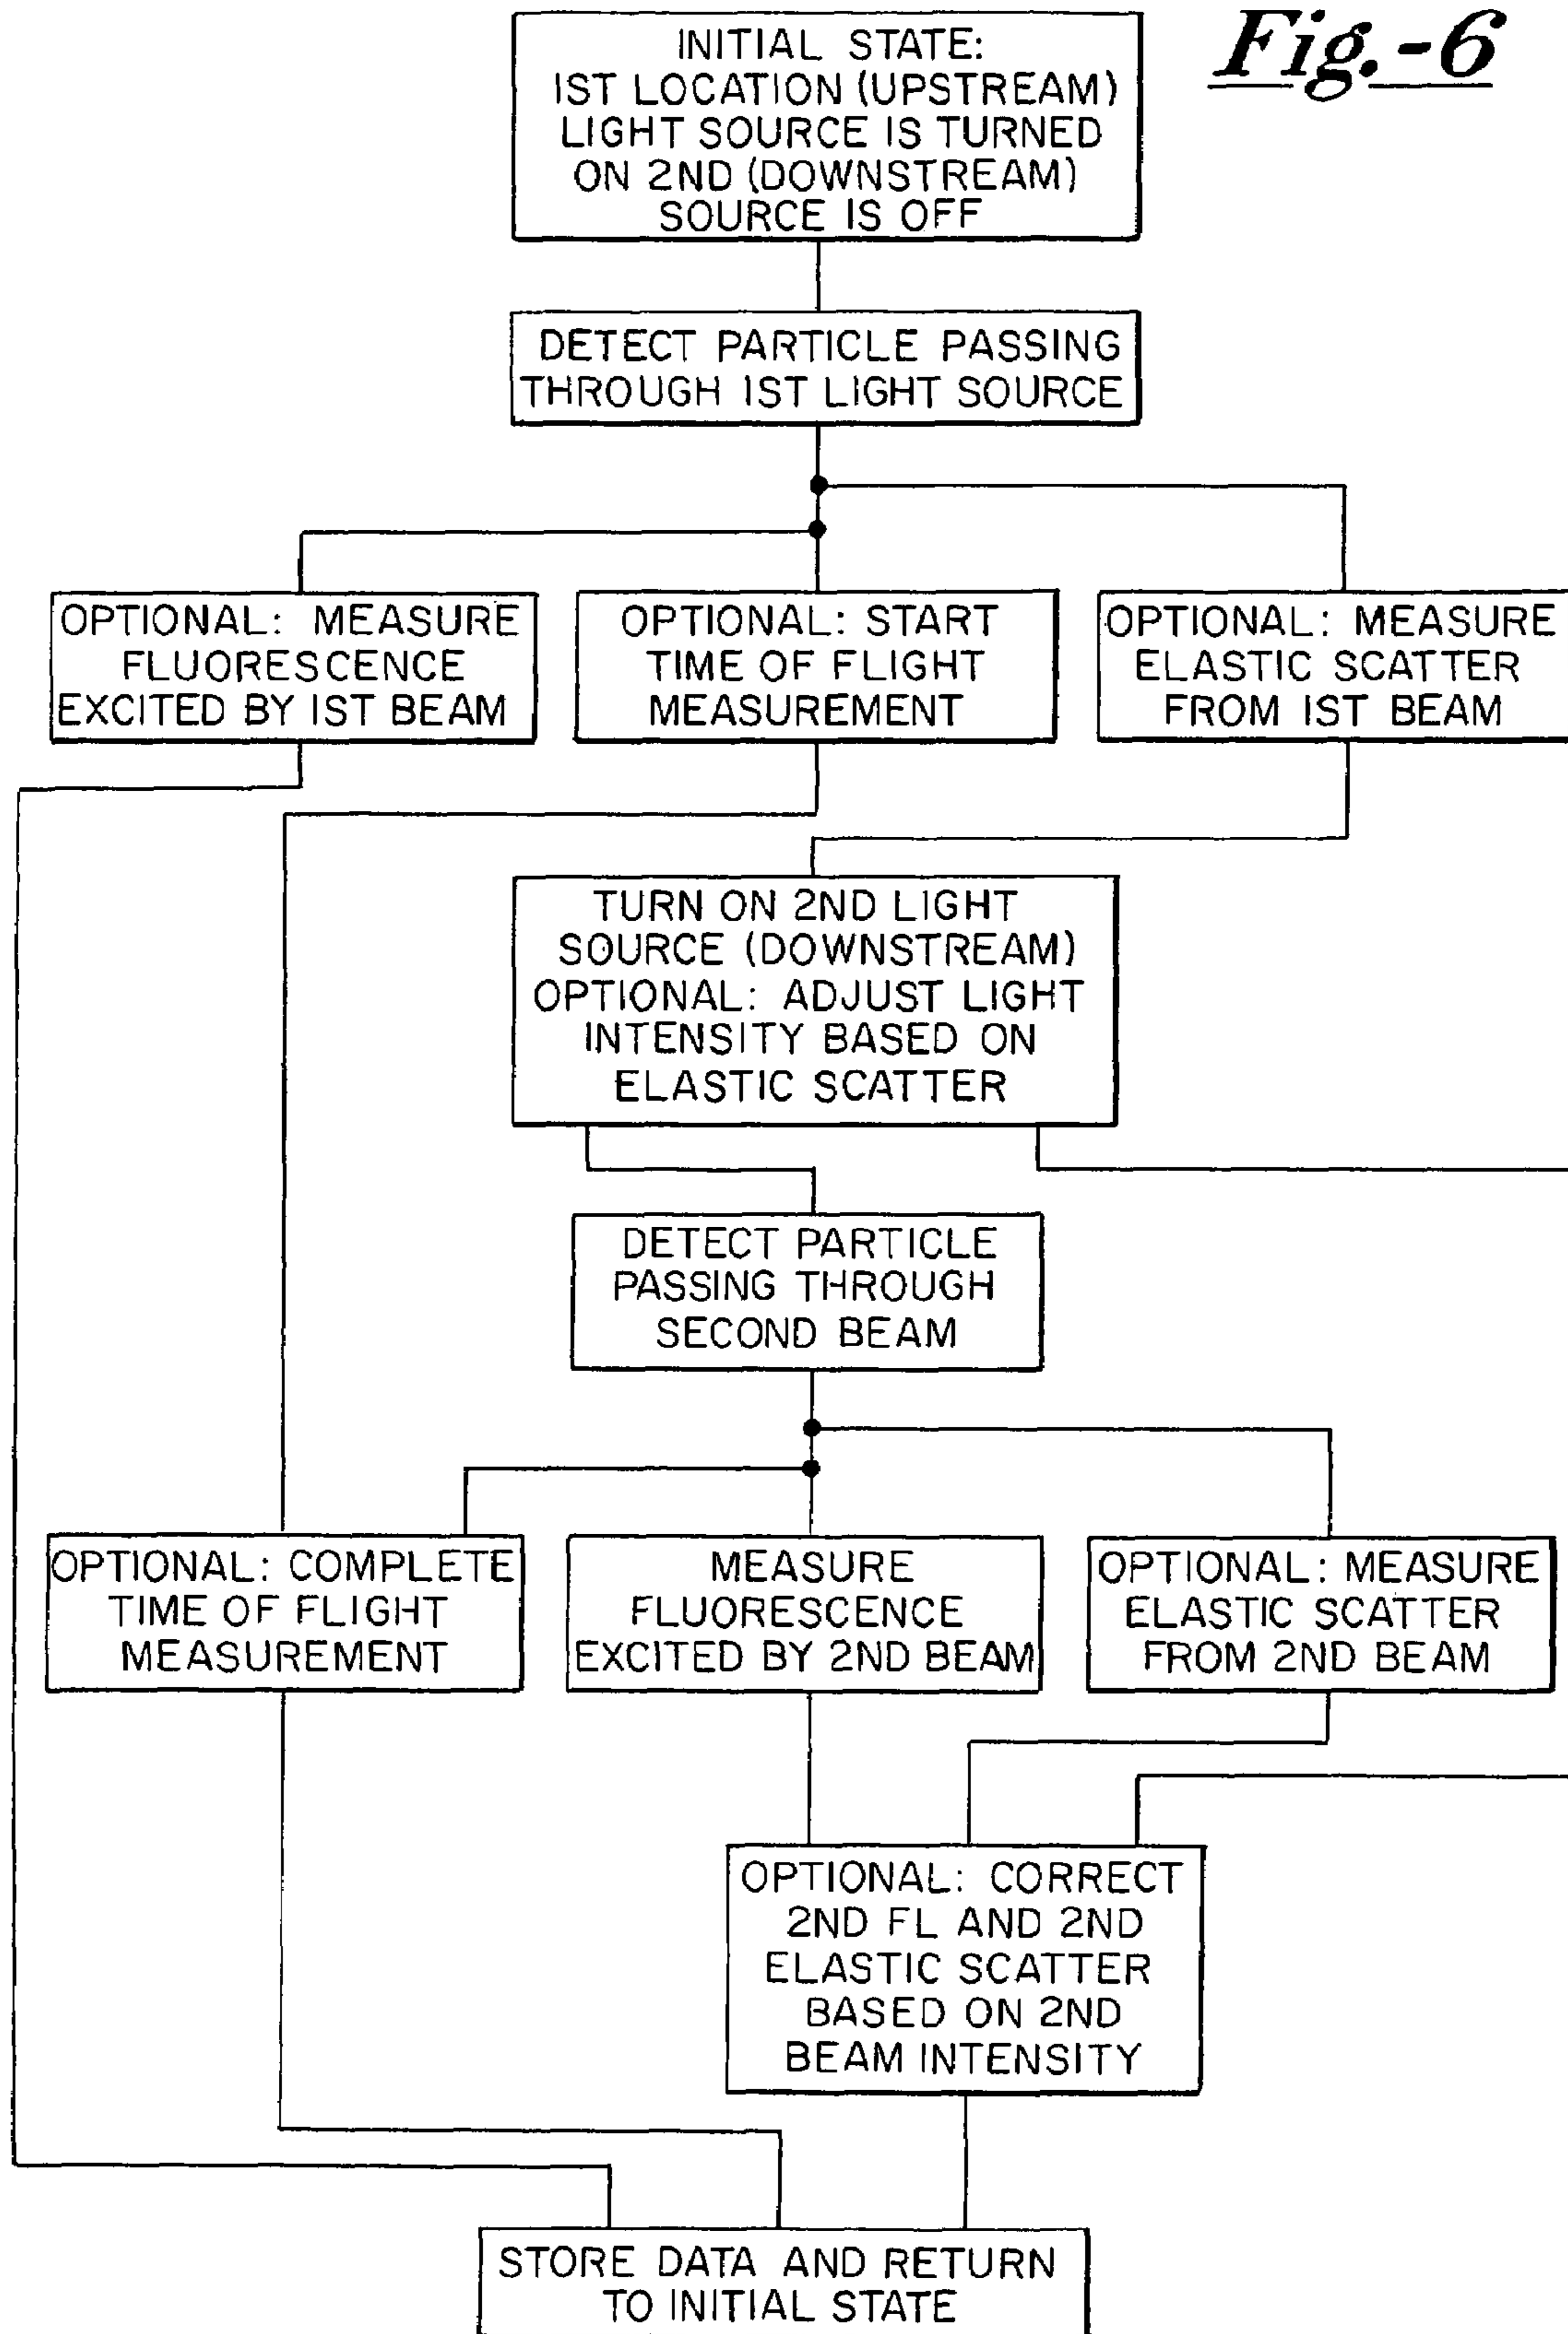 Fig.-6
INITIAL STATE:
1ST LOCATION (UPSTREAM)
LIGHT SOURCE IS TURNED
ON 2ND (DOWNSTREAM)
SOURCE IS OFF
DETECT PARTICLE PASSING
THROUGH 1ST LIGHT SOURCE
OPTIONAL: MEASURE
FLUORESCENCE
EXCITED BY 1ST BEAM
OPTIONAL: START
TIME OF FLIGHT
MEASUREMENT
OPTIONAL: MEASURE
ELASTIC SCATTER
FROM 1ST BEAM
TURN ON 2ND LIGHT
SOURCE (DOWNSTREAM)
OPTIONAL: ADJUST LIGHT
INTENSITY BASED ON
ELASTIC SCATTER
DETECT PARTICLE
PASSING THROUGH
SECOND BEAM
OPTIONAL: COMPLETE
TIME OF FLIGHT
MEASUREMENT
MEASURE
FLUORESCENCE
EXCITED BY 2ND BEAM
OPTIONAL: MEASURE
ELASTIC SCATTER
FROM 2ND BEAM
OPTIONAL: CORRECT
2ND FL AND 2ND
ELASTIC SCATTER
BASED ON 2ND
BEAM INTENSITY
STORE DATA AND RETURN
TO INITIAL STATE